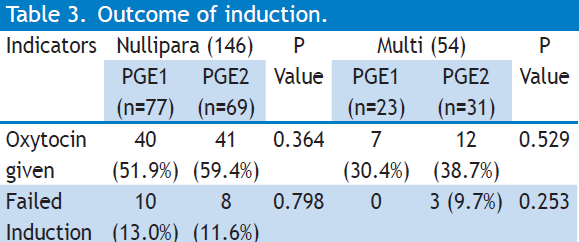 Table 3. Outcome of induction.
Indicators Nullipara (146) P Multi (54) P
PGE1 PGE2 Value PGE1 PGE2 Value
(n=77) (n=69) (n=23) (n=31)
Oxytocin 40 41 0.364 7 12 0.529
given (51.9%) (59.4%) (30.4%) (38.7%)
Failed 10 8 0.798 0 3 (9.7%) 0.253
Induction (13.0%) (11.6%)